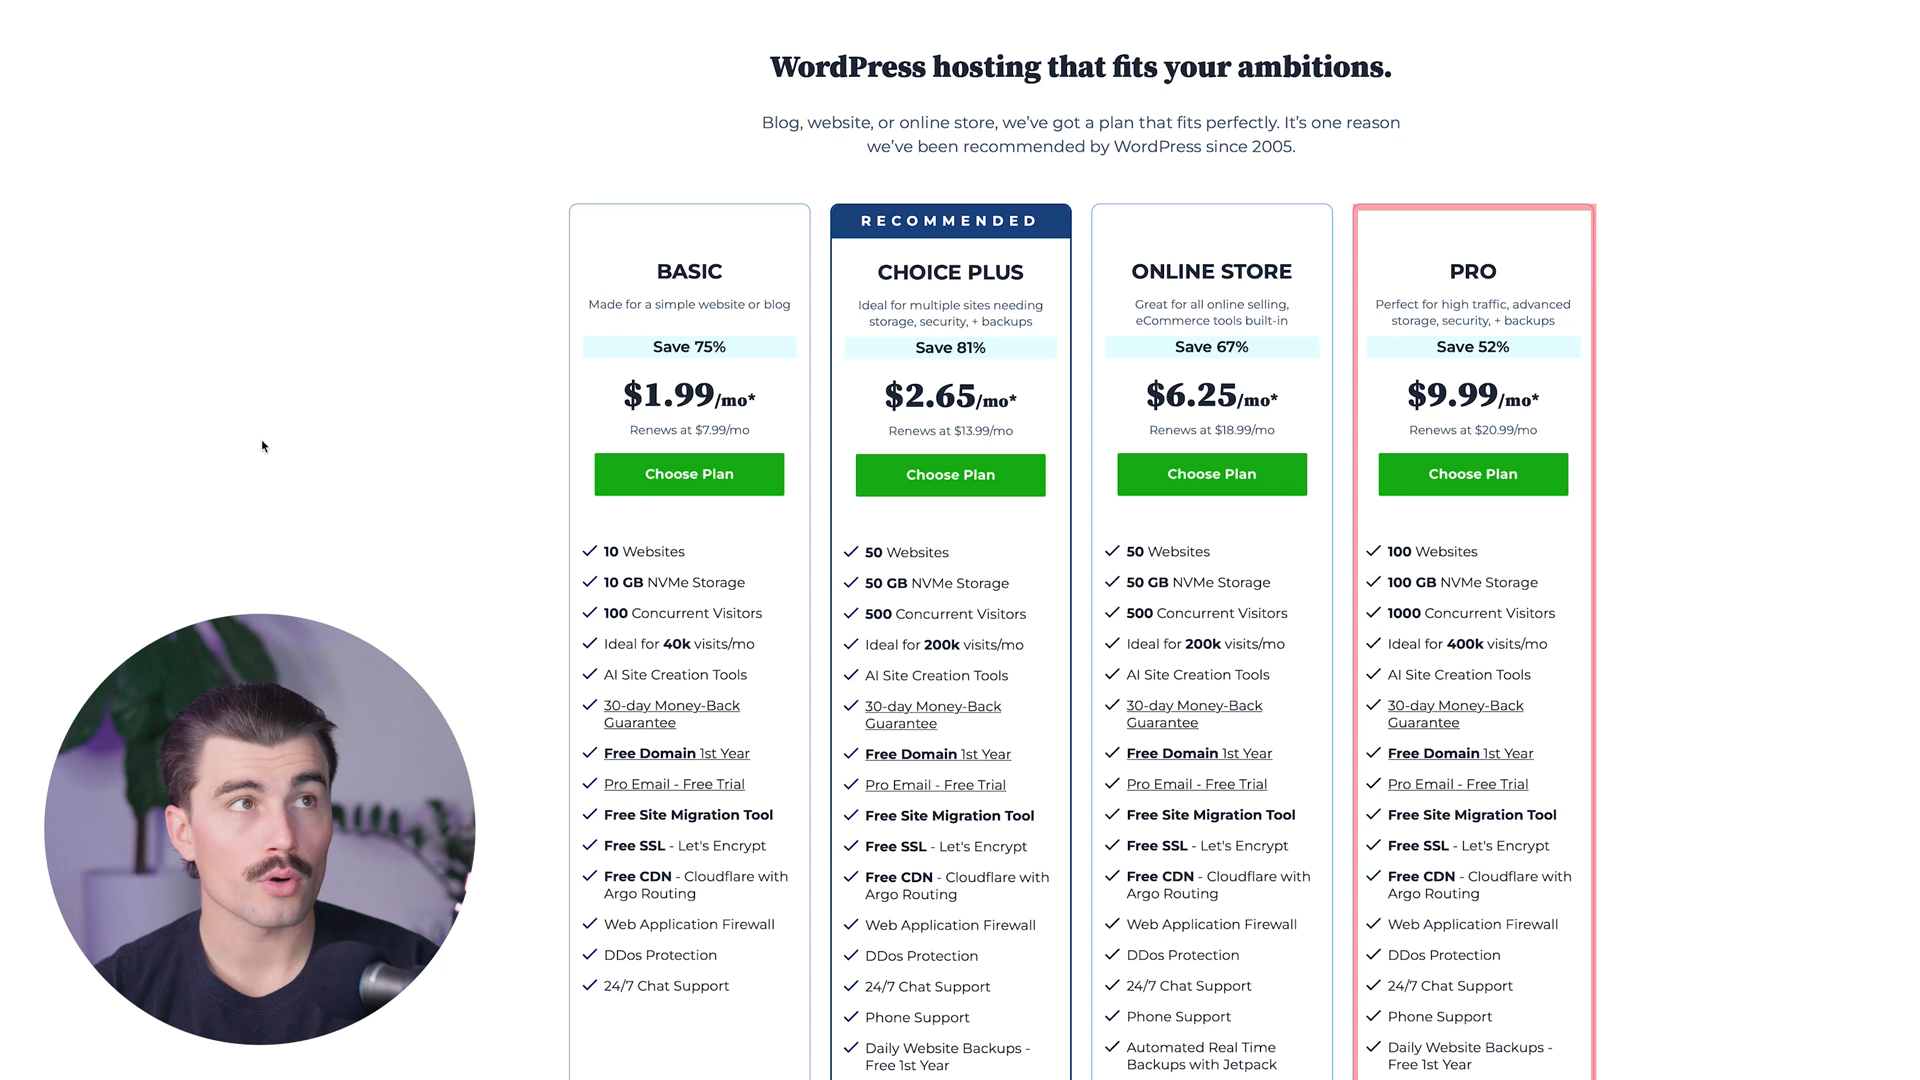 WordPress hosting that fits your ambitions.
Blog, website, or online store, we've got a plan that fits perfectly. It's one reason
we've been recommended by WordPress since 2005.
BASIC
Made for a simple website or blog
Save 75%
$1.99/mo*
Renews at $7.99/mo
Choose Plan
10 Websites
10 GB NVMe Storage
100 Concurrent Visitors
Ideal for 40k visits/mo
AI Site Creation Tools
30-day Money-Back
Guarantee
Free Domain 1st Year
Pro Email - Free Trial
Free Site Migration Tool
Free SSL - Let's Encrypt
Free CDN - Cloudflare with
Argo Routing
Web Application Firewall
DDos Protection
24/7 Chat Support
RECOMMENDED
CHOICE PLUS
Ideal for multiple sites needing
storage, security, + backups
Save 81%
$2.65/mo*
Renews at $13.99/mo
Choose Plan
50 Websites
50 GB NVMe Storage
500 Concurrent Visitors
Ideal for 200k visits/mo
AI Site Creation Tools
30-day Money-Back
Guarantee
Free Domain 1st Year
Pro Email - Free Trial
Free Site Migration Tool
Free SSL - Let's Encrypt
Free CDN - Cloudflare with
Argo Routing
Web Application Firewall
DDos Protection
24/7 Chat Support
Phone Support
Daily Website Backups -
Free 1st Year
ONLINE STORE
Great for all online selling,
eCommerce tools built-in
Save 67%
$6.25/mo*
Renews at $18.99/mo
Choose Plan
50 Websites
50 GB NVMe Storage
500 Concurrent Visitors
Ideal for 200k visits/mo
AI Site Creation Tools
30-day Money-Back
Guarantee
Free Domain 1st Year
Pro Email - Free Trial
Free Site Migration Tool
Free SSL - Let's Encrypt
Free CDN - Cloudflare with
Argo Routing
Web Application Firewall
DDos Protection
24/7 Chat Support
Phone Support
Automated Real Time
Backups with Jetpack
PRO
Perfect for high traffic, advanced
storage, security, + backups
Save 52%
$9.99/mo*
Renews at $20.99/mo
Choose Plan
100 Websites
100 GB NVMe Storage
1000 Concurrent Visitors
Ideal for 400k visits/mo
AI Site Creation Tools
30-day Money-Back
Guarantee
Free Domain 1st Year
Pro Email - Free Trial
Free Site Migration Tool
Free SSL - Let's Encrypt
Free CDN - Cloudflare with
Argo Routing
Web Application Firewall
DDos Protection
24/7 Chat Support
Phone Support
Daily Website Backups -
Free 1st Year